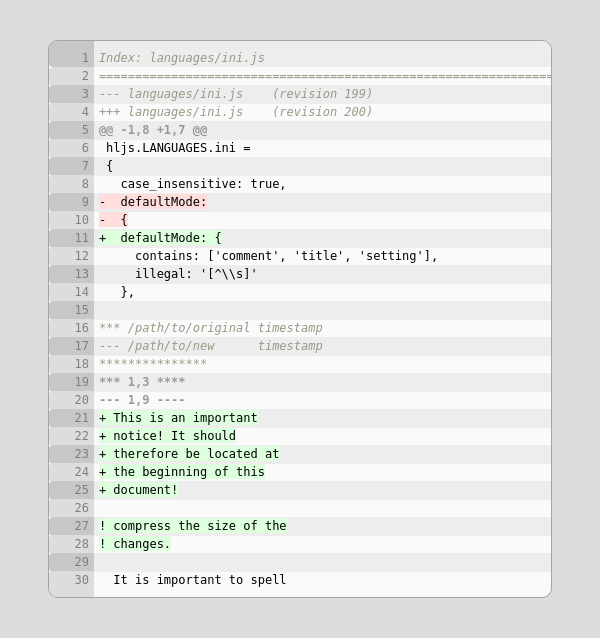 1 Index: languages/ini.js
2 ===============================================================
3 --- languages/ini.js    (revision 199)
4 +++ languages/ini.js    (revision 200)
5 @@ -1,8 +1,7 @@
6  hljs.LANGUAGES.ini =
7  {
8    case_insensitive: true,
9 -  defaultMode:
10 -  {
11 +  defaultMode: {
12      contains: ['comment', 'title', 'setting'],
13      illegal: '[^\\s]'
14    },
15
16 *** /path/to/original timestamp
17 --- /path/to/new      timestamp
18 ***************
19 *** 1,3 ****
20 --- 1,9 ----
21 + This is an important
22 + notice! It should
23 + therefore be located at
24 + the beginning of this
25 + document!
26
27 ! compress the size of the
28 ! changes.
29
30   It is important to spell